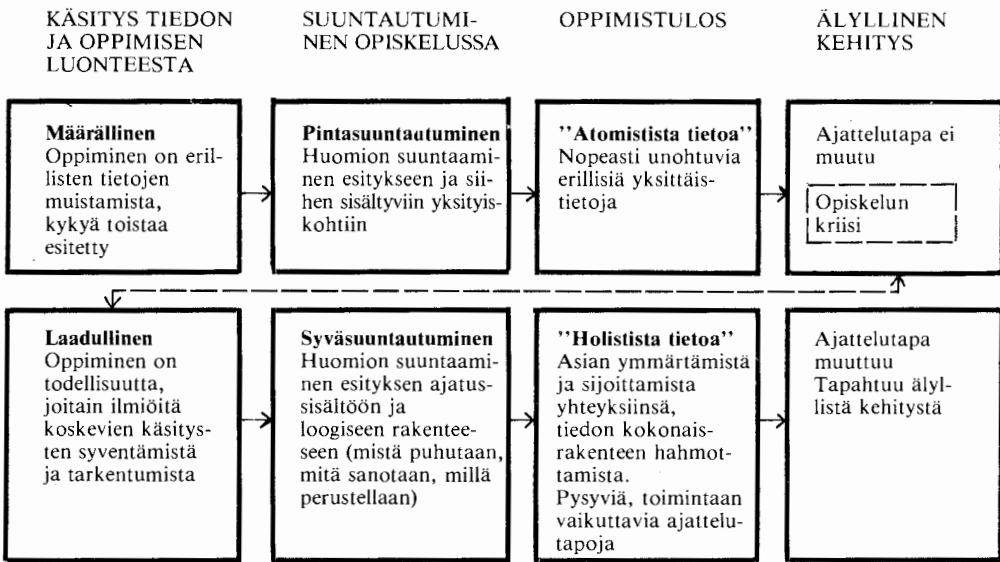 KÄSITYS TIEDON
JA OPPIMISEN
LUONTEESTA
SUUNTAUTUMI-
NEN OPISKELUSSA
OPPIMISTULOS
ÄLYLLINEN
KEHITYS
Määrällinen
Oppiminen on eril-
listen tietojen
muistamista,
kykyä toistaa
esitetty
Pintasuuntautuminen
Huomion suuntaami-
nen esitykseen ja sii-
hen sisältyviin yksityis-
kohtiin
"Atomistista tietoa"
Nopeasti unohtuvia
erillisiä yksittäis-
tietoja
Ajattelutapa ei
muutu
Opiskelun
kriisi
Laadullinen
Oppiminen on
todellisuutta,
joitain ilmiöitä
koskevien käsitys-
ten syventämistä
ja tarkentumista
Syväsuuntautuminen
Huomion suuntaami-
nen esityksen ajatus-
sisältöön ja
loogiseen rakentee-
seen (mistä puhutaan,
mitä sanotaan, millä
perustellaan)
"Holistista tietoa"
Asian ymmärtämistä
ja sijoittamista
yhteyksiinsä,
tiedon kokonais-
rakenteen hahmot-
tamista.
Pysyviä, toimintaan
vaikuttavia ajattelu-
tapoja
Ajattelutapa
muuttuu
Tapahtuu älyl-
listä kehitystä